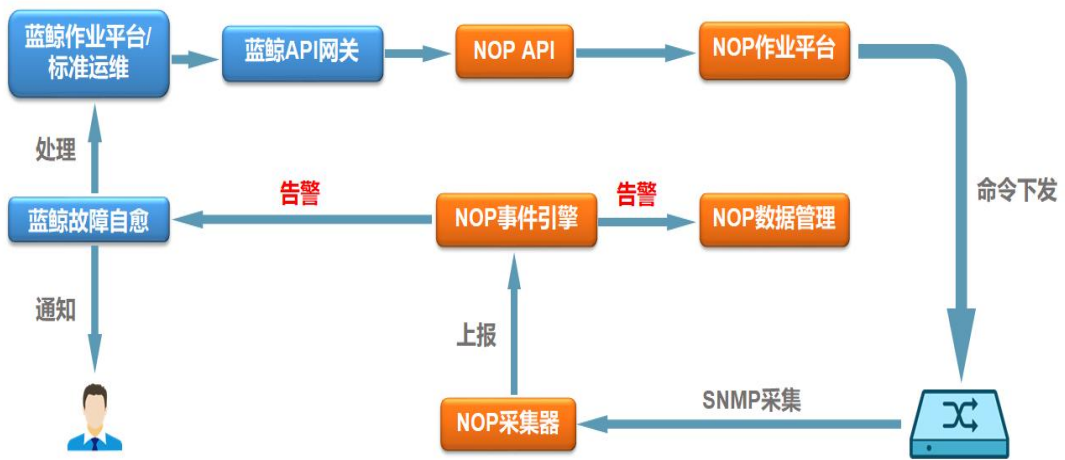 蓝鲸作业平台/
标准运维
蓝鲸API网关
NOP API
NOP作业平台
处理
命令下发
告警
告警
蓝鲸故障自愈
NOP事件引擎
NOP数据管理
通知
上报
SNMP采集
NOP采集器